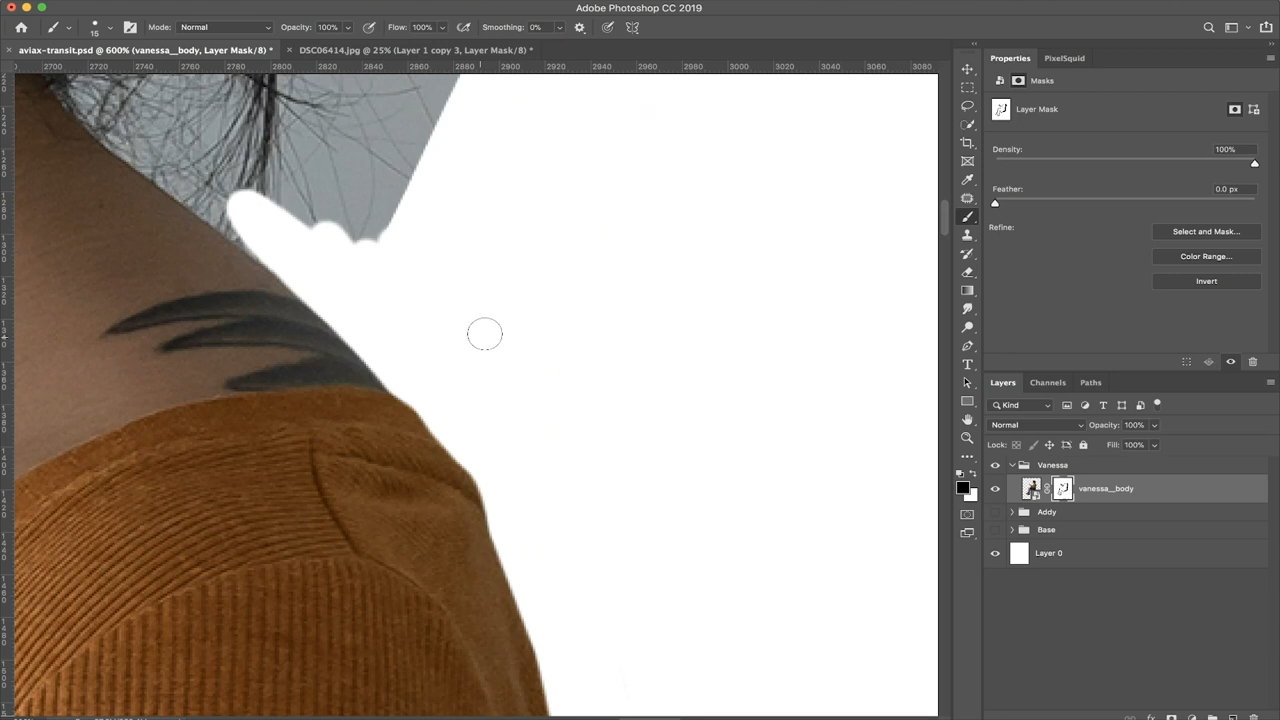 Adobe Photoshop CC 2019
15 Mode: Normal Opacity: 100% Flow: 100% Smoothing: 0%
× aviax-transit.psd @ 600% (vanessa__body, Layer Mask/8) * × DSC06414.jpg @ 25% (Layer 1 copy 3, Layer Mask/8) *
2700 2720 2740 2760 2780 2800 2820 2840 2860 2880 2900 2920 2940 2960 2980 3000 3020 3040 3060 3080
Properties PixelSquid
Masks
Layer Mask
Density: 100%
Feather: 0.0 px
Refine: Select and Mask...
Color Range...
Invert
Layers Channels Paths
Kind
Normal Opacity: 100%
Lock: Fill: 100%
Vanessa
vanessa__body
Addy
Base
Layer 0